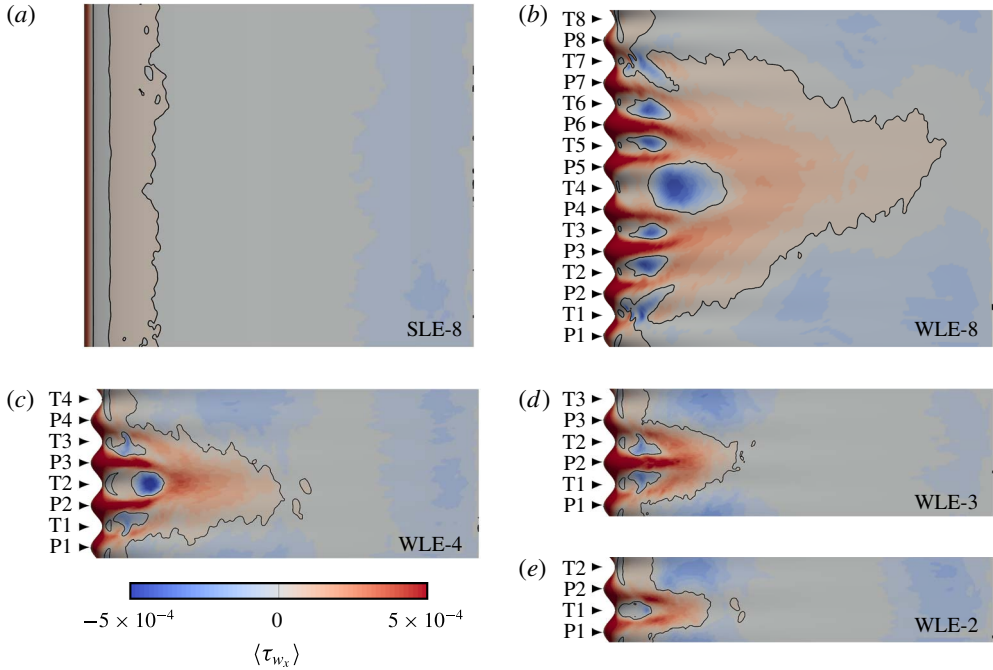 (a)
SLE-8
(b)
T8
P8
T7
P7
T6
P6
T5
P5
T4
P4
T3
P3
T2
P2
T1
P1
WLE-8
(c)
T4
P4
T3
P3
T2
P2
T1
P1
WLE-4
(d)
T3
P3
T2
P2
T1
P1
WLE-3
(e)
T2
P2
T1
P1
WLE-2
−5 × 10⁻⁴ 0 5 × 10⁻⁴
⟨τ_{w_x}⟩